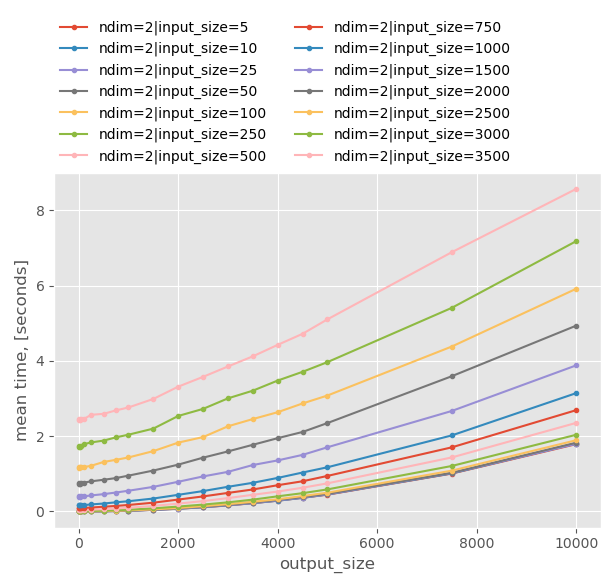 ndim=2|input_size=5 ndim=2|input_size=750
ndim=2|input_size=10 ndim=2|input_size=1000
ndim=2|input_size=25 ndim=2|input_size=1500
ndim=2|input_size=50 ndim=2|input_size=2000
ndim=2|input_size=100 ndim=2|input_size=2500
ndim=2|input_size=250 ndim=2|input_size=3000
ndim=2|input_size=500 ndim=2|input_size=3500
mean time, [seconds]
8
6
4
2
0
0 2000 4000 6000 8000 10000
output_size